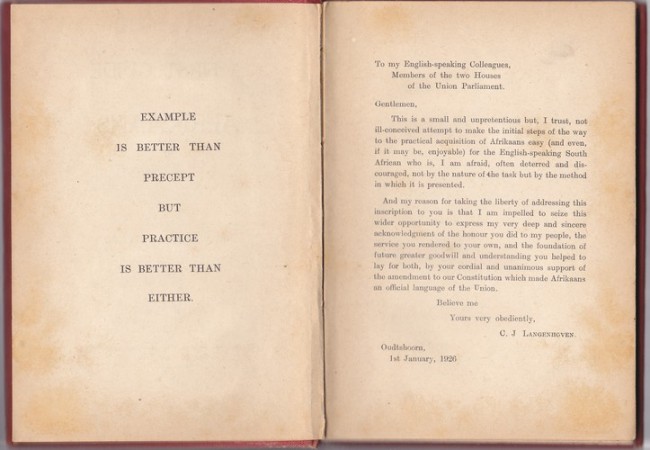 EXAMPLE
IS BETTER THAN
PRECEPT
BUT
PRACTICE
IS BETTER THAN
EITHER.
To my English-speaking Colleagues,
Members of the two Houses
of the Union Parliament.
Gentlemen,
This is a small and unpretentious but, I trust, not
ill-conceived attempt to make the initial steps of the way
to the practical acquisition of Afrikaans easy (and even,
if it may be, enjoyable) for the English-speaking South
African who is, I am afraid, often deterred and dis-
couraged, not by the nature of the task but by the method
in which it is presented.
And my reason for taking the liberty of addressing this
inscription to you is that I am impelled to seize this
wider opportunity to express my very deep and sincere
acknowledgment of the honour you did to my people, the
service you rendered to your own, and the foundation of
future greater goodwill and understanding you helped to
lay for both, by your cordial and unanimous support of
the amendment to our Constitution which made Afrikaans
an official language of the Union.
Believe me
Yours very obediently,
C. J LANGENHOVEN.
Oudtshoorn,
1st January, 1926